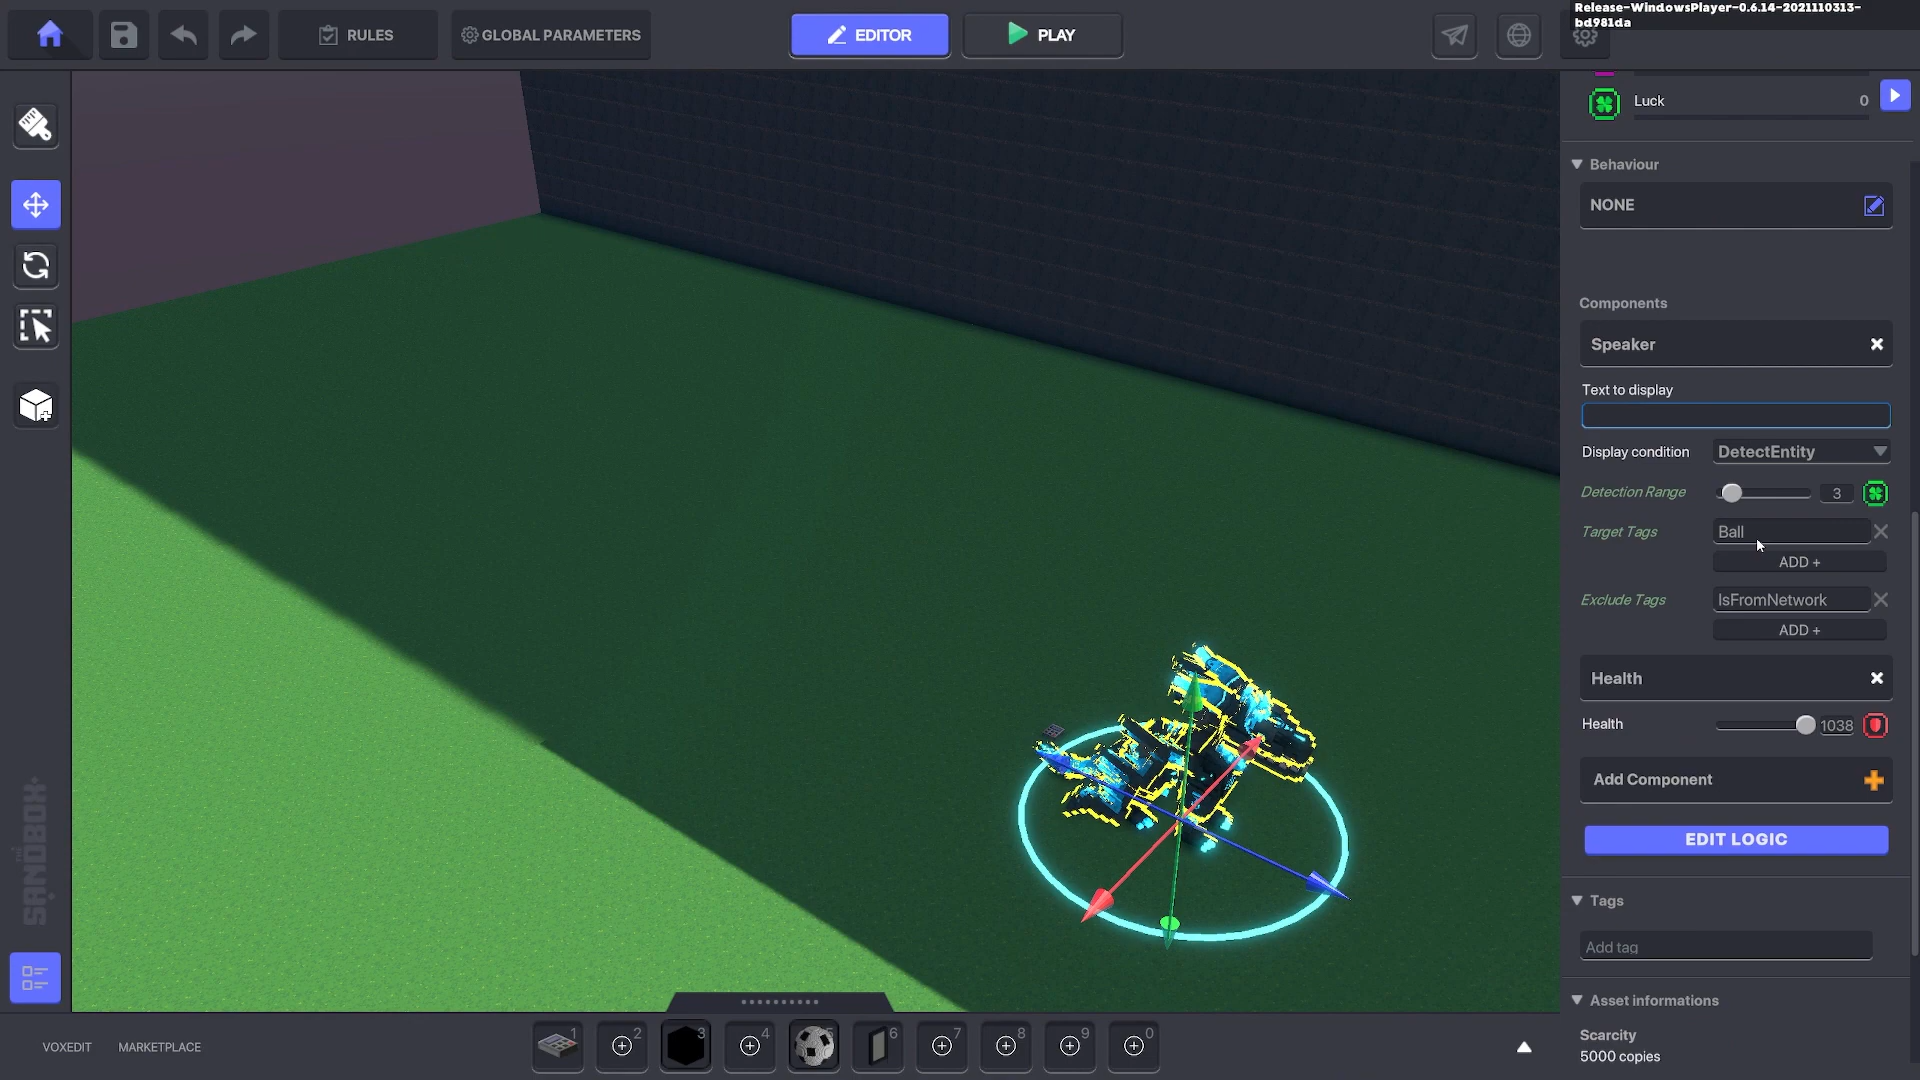 Release-WindowsPlayer-0.6.14-2021110313-
bd981da
RULES
GLOBAL PARAMETERS
EDITOR
PLAY
Luck 0
Behaviour
NONE
Components
Speaker
Text to display
Display condition DetectEntity
Detection Range 3
Target Tags Ball
ADD +
Exclude Tags IsFromNetwork
ADD +
Health
Health 1038
Add Component
EDIT LOGIC
Tags
Add tag
Asset informations
Scarcity
5000 copies
THE SANDBOX
VOXEDIT MARKETPLACE
1 2 3 4 5 6 7 8 9 0